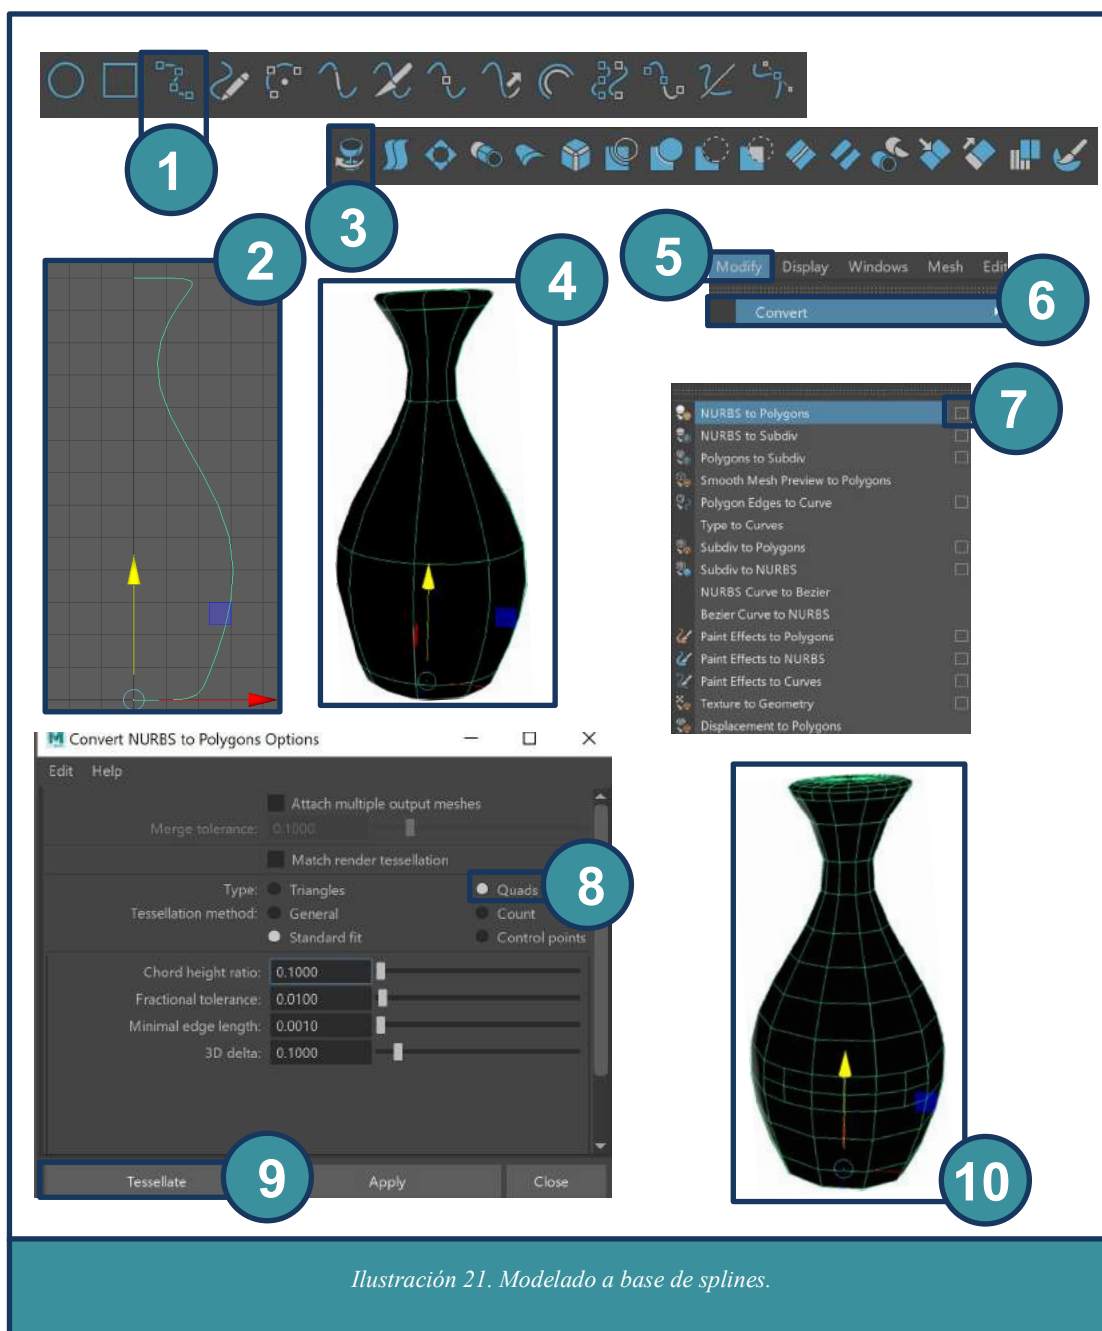 1
3
2
4
5
Modify Display Windows Mesh Edit
Convert
6
7
NURBS to Polygons
NURBS to Subdiv
Polygons to Subdiv
Smooth Mesh Preview to Polygons
Polygon Edges to Curve
Type to Curves
Subdiv to Polygons
Subdiv to NURBS
NURBS Curve to Bezier
Bezier Curve to NURBS
Paint Effects to Polygons
Paint Effects to NURBS
Paint Effects to Curves
Texture to Geometry
Displacement to Polygons
M Convert NURBS to Polygons Options
Edit Help
Attach multiple output meshes
Merge tolerance: 0.1000
Match render tessellation
Type: Triangles Quads
8
Tessellation method: General Count
Standard fit Control points
Chord height ratio: 0.1000
Fractional tolerance: 0.0100
Minimal edge length: 0.0010
3D delta: 0.1000
Tessellate Apply Close
9
10
Ilustración 21. Modelado a base de splines.